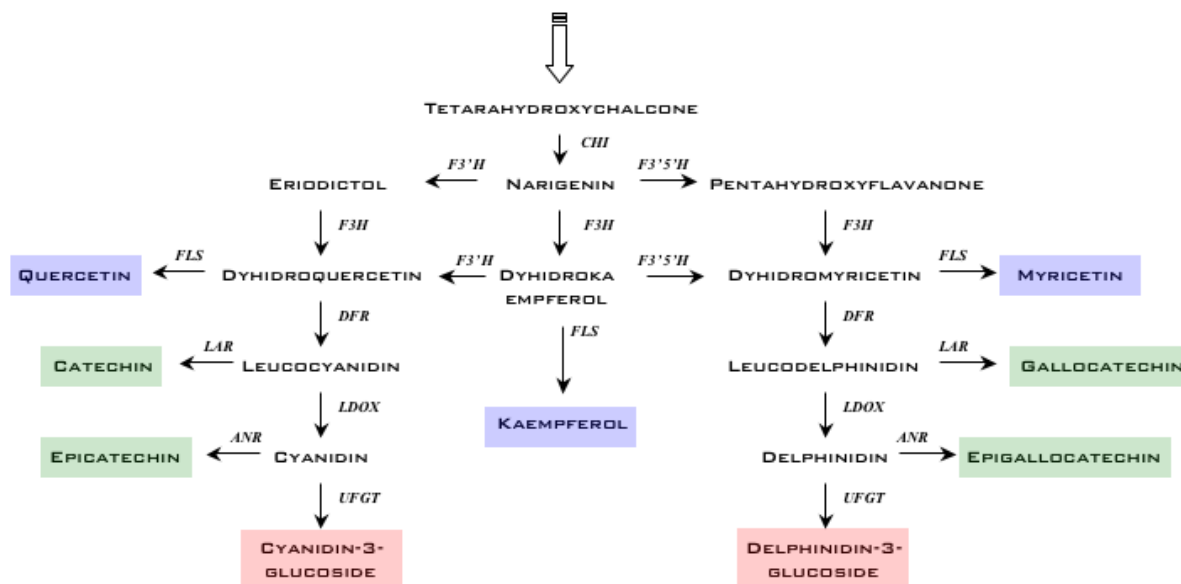 TETARAHYDROXYCHALCONE
CHI
F3'H
F3'5'H
ERIODICTOL
NARIGENIN
PENTAHYDROXYFLAVANONE
F3H
F3H
F3H
FLS
F3'H
F3'5'H
FLS
QUERCETIN
DYHIDROQUERCETIN
DYHIDROKA
EMPFEROL
DYHIDROMYRICETIN
MYRICETIN
DFR
FLS
DFR
LAR
LAR
CATECHIN
LEUCOCYANIDIN
LEUCODELPHINIDIN
GALLOCATECHIN
LDOX
LDOX
KAEMPFEROL
ANR
ANR
EPICATECHIN
CYANIDIN
DELPHINIDIN
EPIGALLOCATECHIN
UFGT
UFGT
CYANIDIN-3-
GLUCOSIDE
DELPHINIDIN-3-
GLUCOSIDE